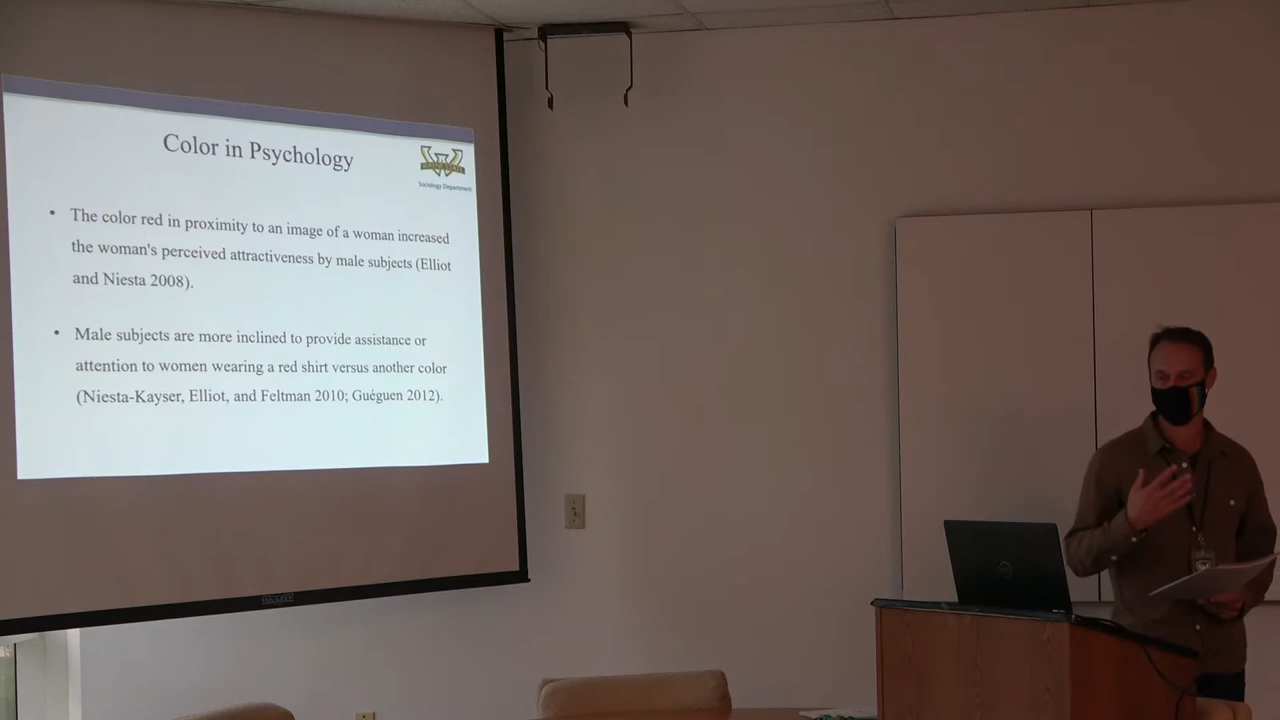 Color in Psychology
WAYNE STATE
Sociology Department
• The color red in proximity to an image of a woman increased
the woman's perceived attractiveness by male subjects (Elliot
and Niesta 2008).
• Male subjects are more inclined to provide assistance or
attention to women wearing a red shirt versus another color
(Niesta-Kayser, Elliot, and Feltman 2010; Guéguen 2012).